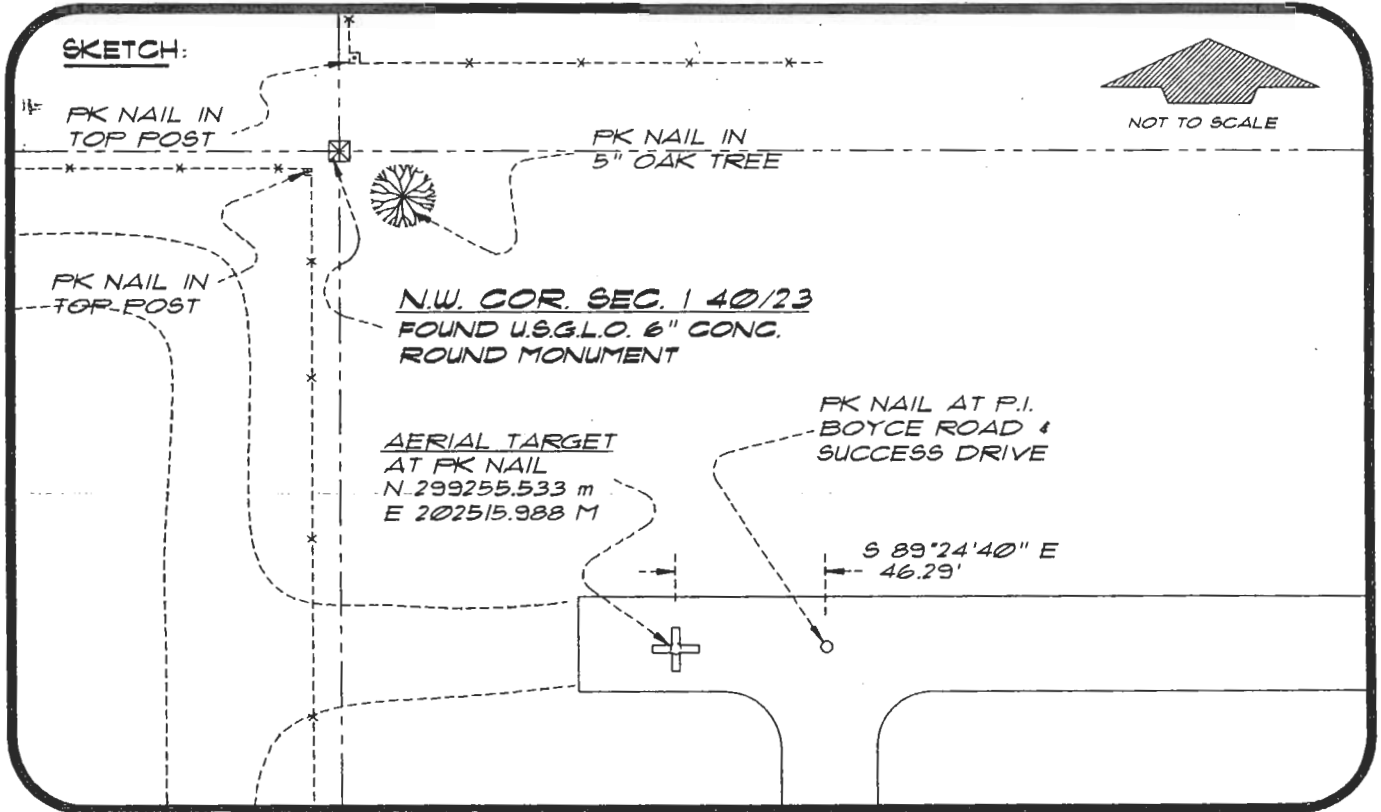 SKETCH:
PK NAIL IN
TOP POST
NOT TO SCALE
PK NAIL IN
5" OAK TREE
PK NAIL IN
TOP POST
N.W. COR. SEC. 1 40/23
FOUND U.S.G.L.O. 6" CONC.
ROUND MONUMENT
PK NAIL AT P.I.
BOYCE ROAD &
SUCCESS DRIVE
AERIAL TARGET
AT PK NAIL
N 299255.533 m
E 202515.988 M
S 89°24'40" E
46.29'